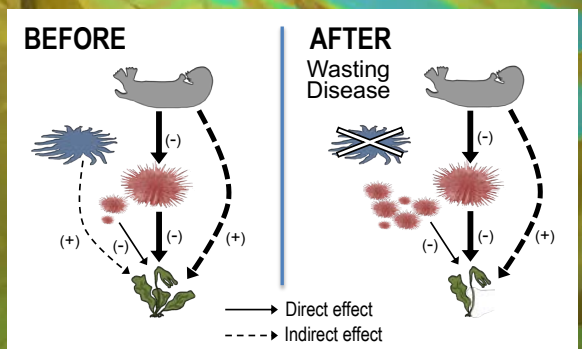 BEFORE
(-)
(+)
(-)
(-)
(+)
AFTER
Wasting
Disease
(-)
(-)
(-)
(+)
Direct effect
Indirect effect